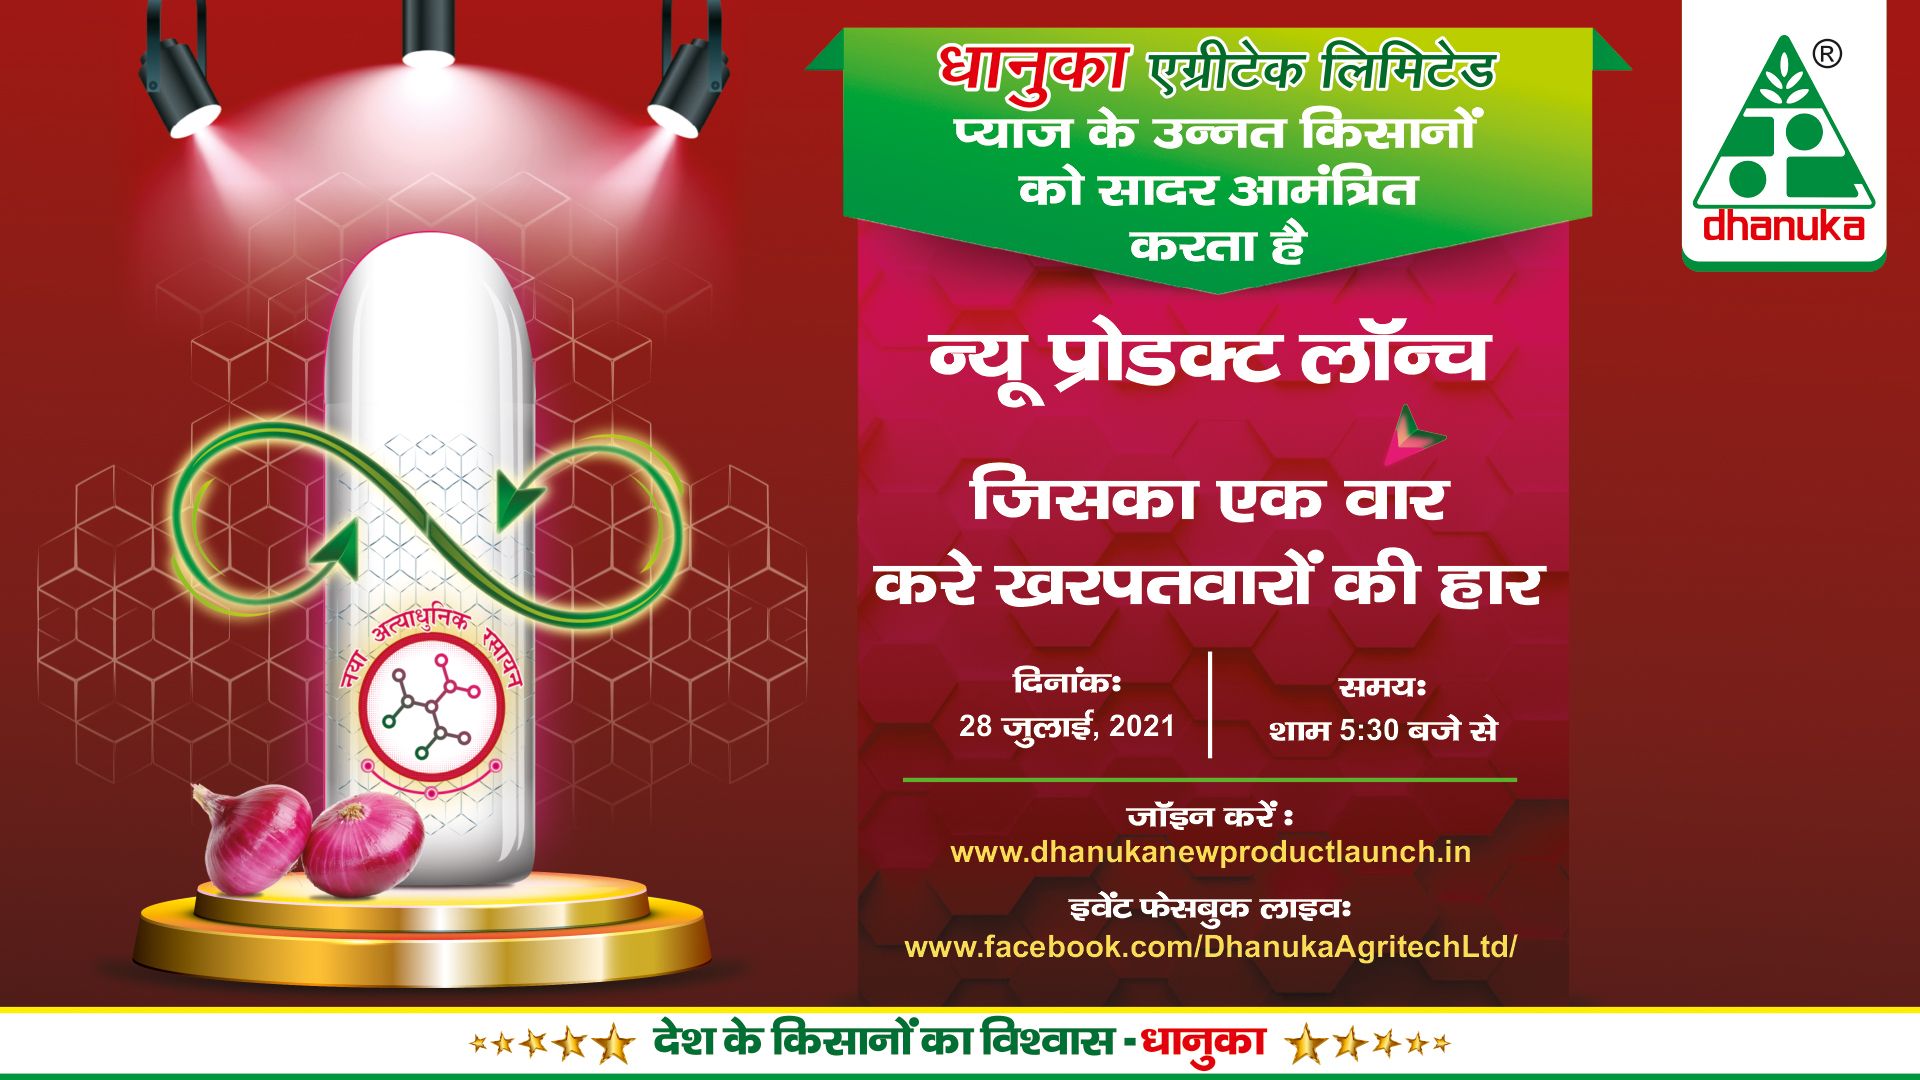 धानुका एग्रीटेक लिमिटेड
प्याज के उन्नत किसानों
को सादर आमंत्रित
करता है
®
dhanuka
न्यू प्रोडक्ट लॉन्च
जिसका एक वार
करे खरपतवारों की हार
नया अत्याधुनिक रसायन
दिनांक:
28 जुलाई, 2021
समय:
शाम 5:30 बजे से
जॉइन करें :
www.dhanukanewproductlaunch.in
इवेंट फेसबुक लाइव:
www.facebook.com/DhanukaAgritechLtd/
देश के किसानों का विश्वास - धानुका